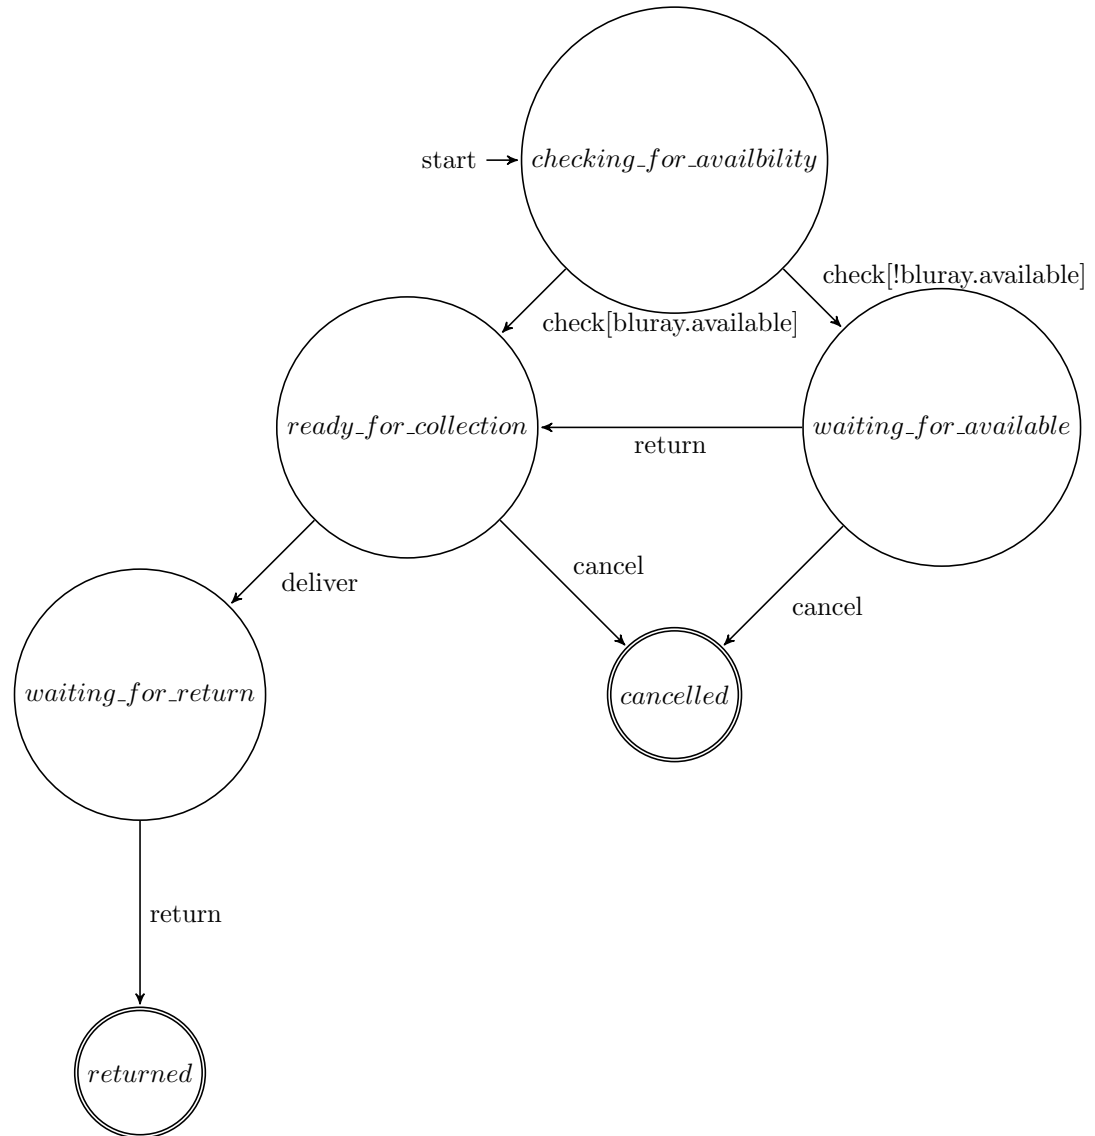 start
checking_for_availbility
check[!bluray.available]
check[bluray.available]
ready_for_collection
waiting_for_available
return
cancel
deliver
cancel
waiting_for_return
cancelled
return
returned